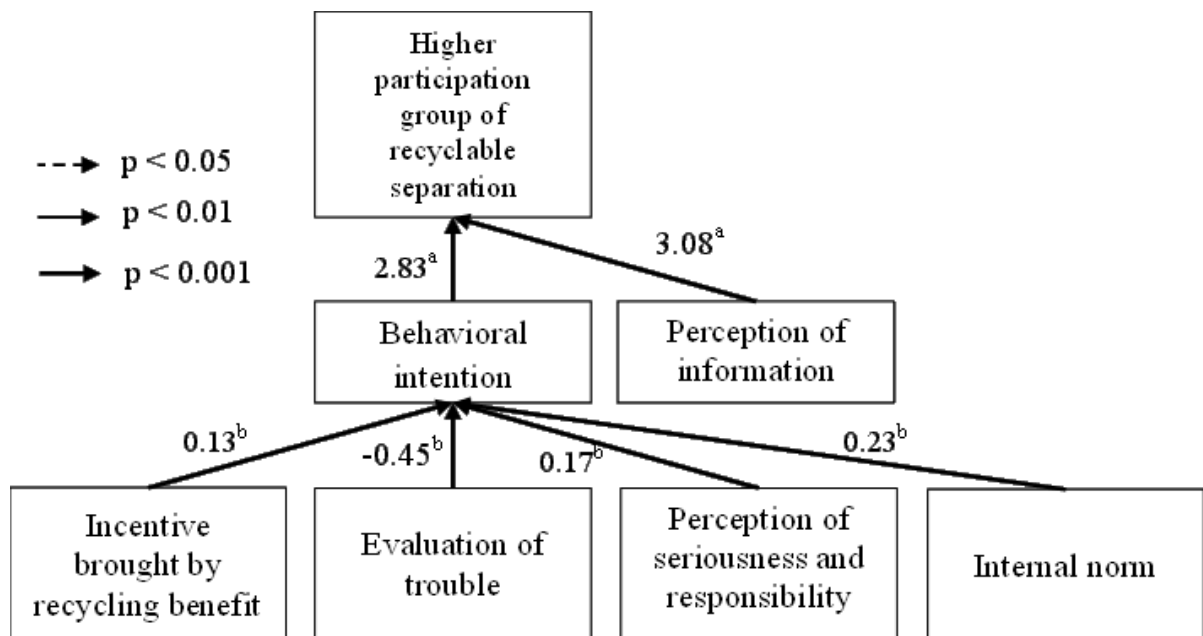 Higher
participation
group of
recyclable
separation
p < 0.05
p < 0.01
p < 0.001
2.83ᵃ
3.08ᵃ
Behavioral
intention
Perception of
information
0.13ᵇ
-0.45ᵇ
0.17ᵇ
0.23ᵇ
Incentive
brought by
recycling benefit
Evaluation of
trouble
Perception of
seriousness and
responsibility
Internal norm